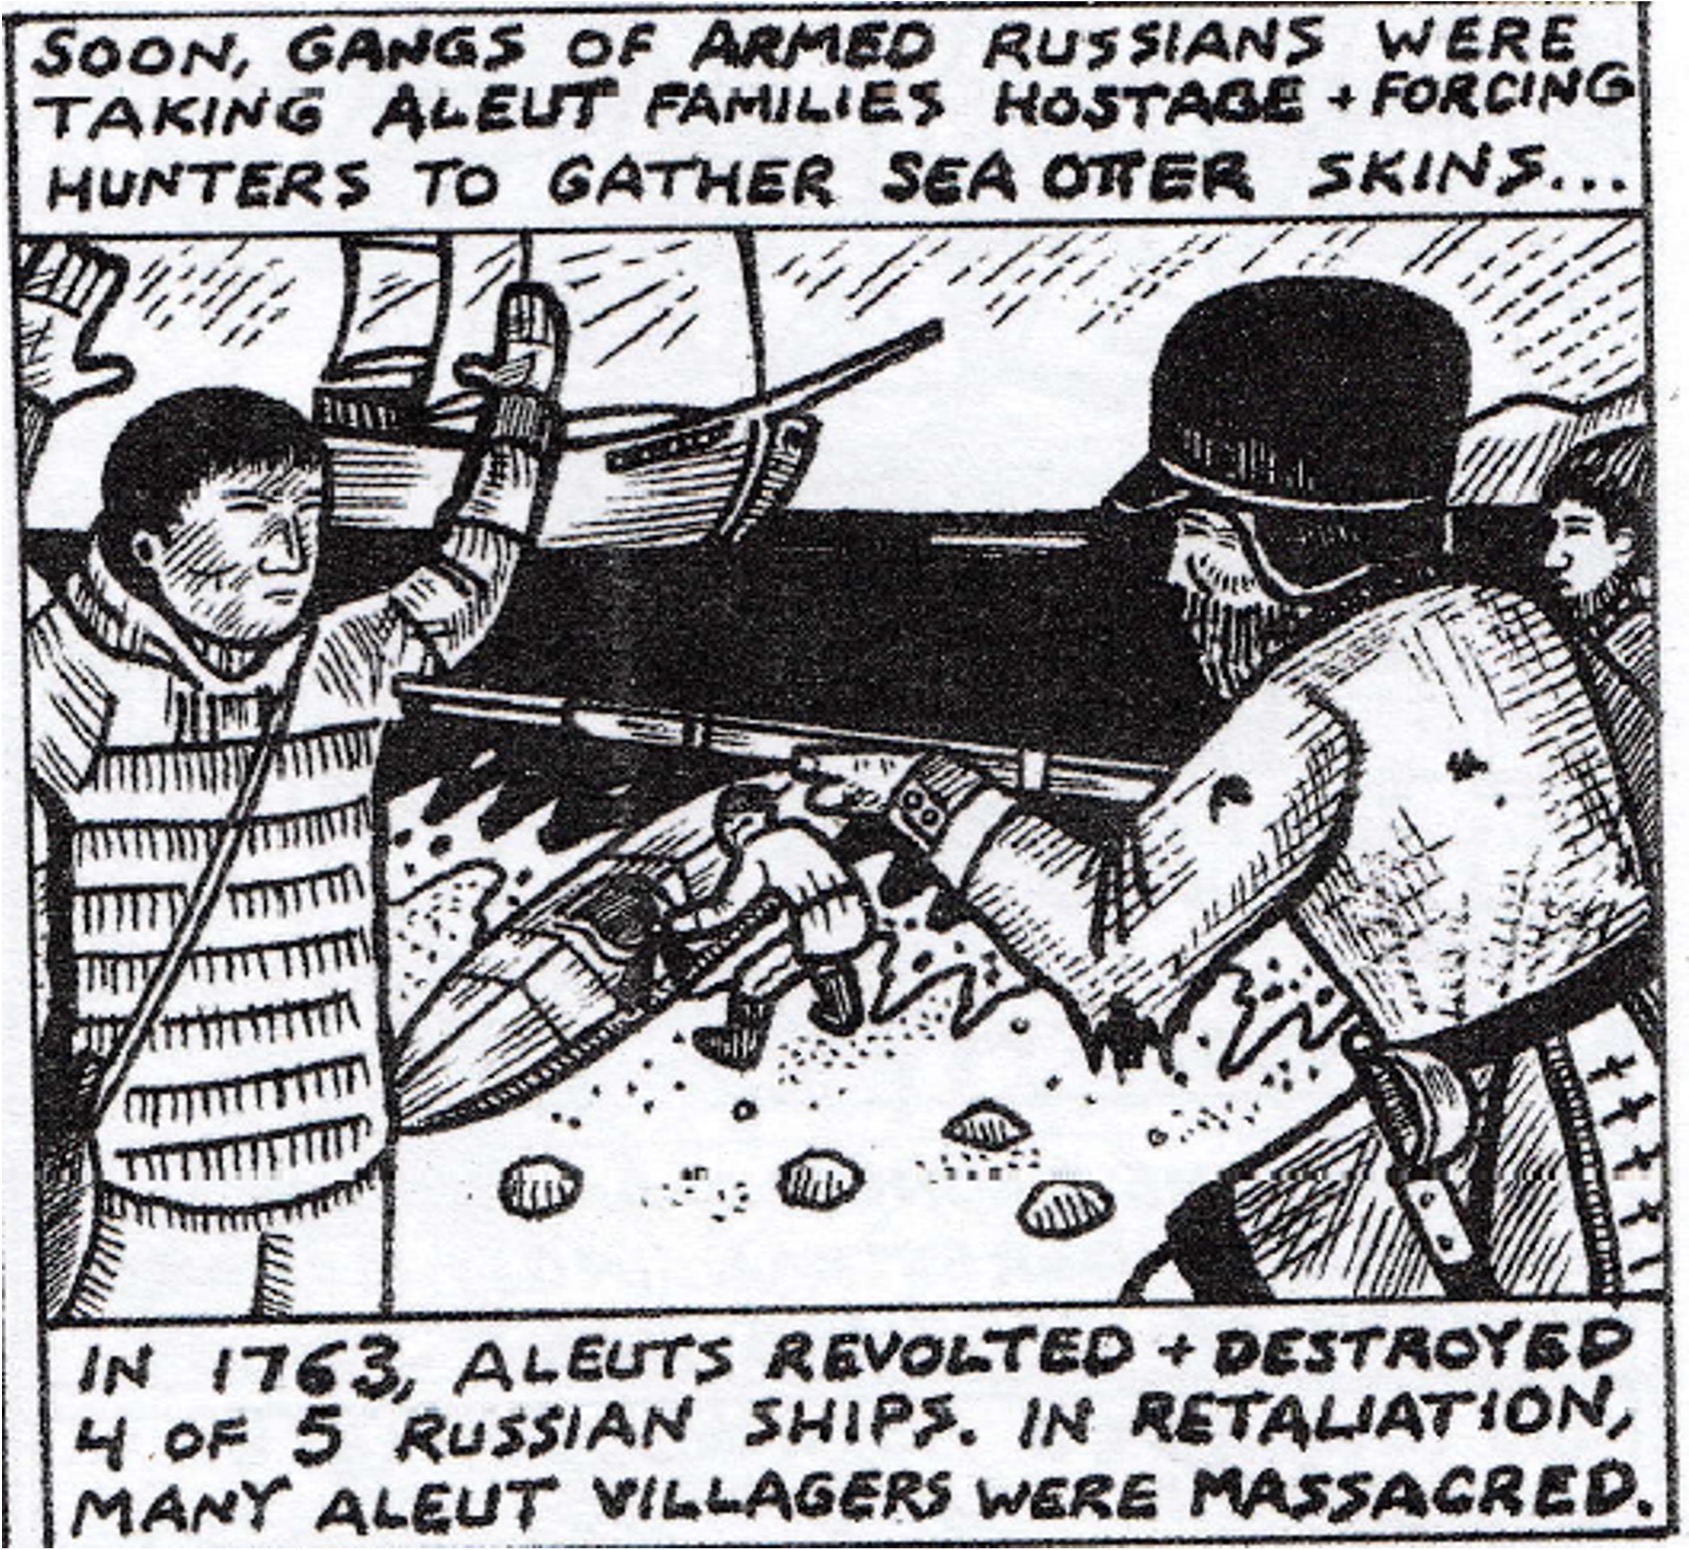 SOON, GANGS OF ARMED RUSSIANS WERE
TAKING ALEUT FAMILIES HOSTAGE + FORCING
HUNTERS TO GATHER SEA OTTER SKINS...
IN 1763, ALEUTS REVOLTED + DESTROYED
4 OF 5 RUSSIAN SHIPS. IN RETALIATION,
MANY ALEUT VILLAGERS WERE MASSACRED.